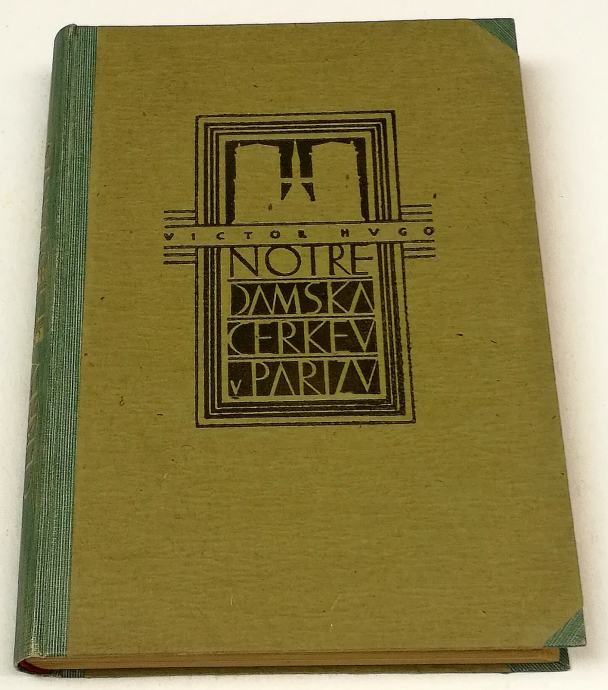 VICTOR HVGO
NOTRE
DAMSKA
CERKEV
v PARIZV